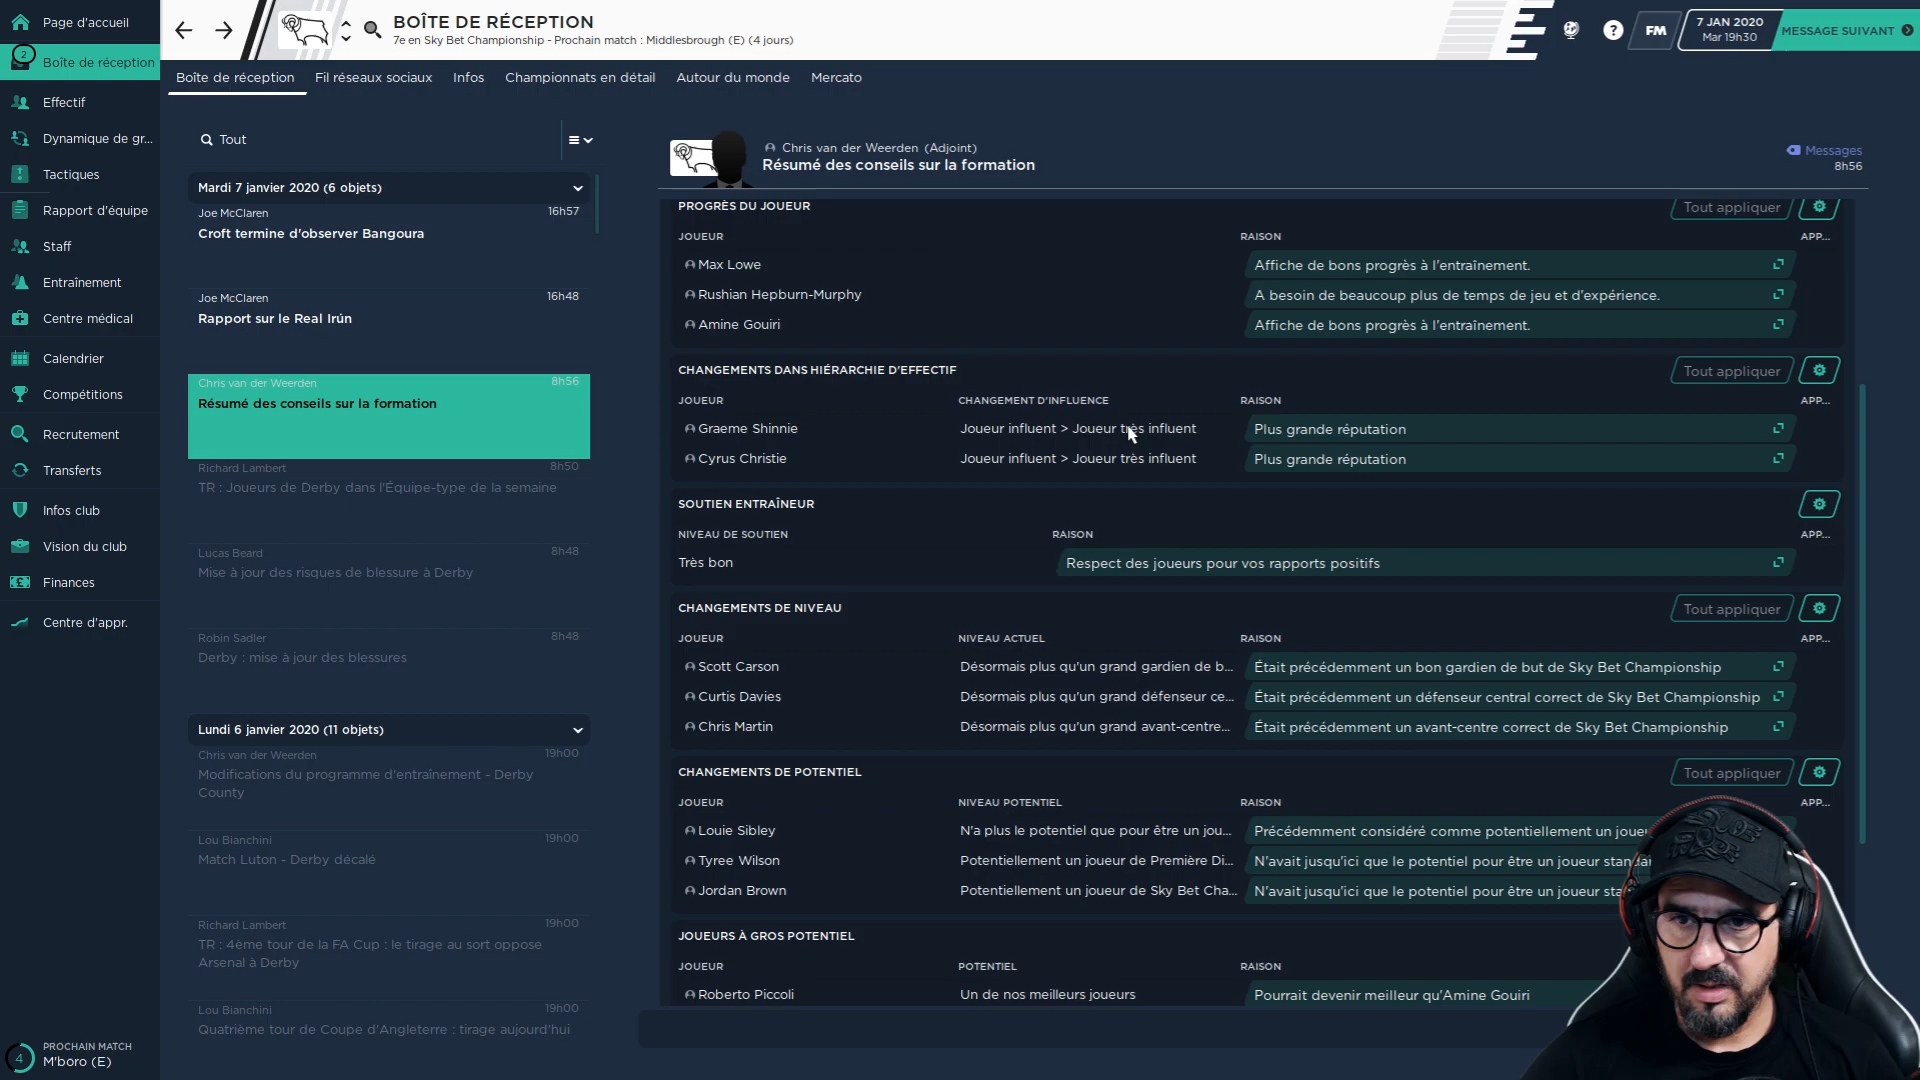 Page d'accueil
2
Boîte de réception
Effectif
Dynamique de gr...
Tactiques
Rapport d'équipe
Staff
Entraînement
Centre médical
Calendrier
Compétitions
Recrutement
Transferts
Infos club
Vision du club
Finances
Centre d'appr.
4
PROCHAIN MATCH
M'boro (E)
BOÎTE DE RÉCEPTION
7e en Sky Bet Championship - Prochain match : Middlesbrough (E) (4 jours)
?
FM
7 JAN 2020
Mar 19h30
MESSAGE SUIVANT
Boîte de réception
Fil réseaux sociaux
Infos
Championnats en détail
Autour du monde
Mercato
Tout
Mardi 7 janvier 2020 (6 objets)
Joe McClaren 16h57
Croft termine d'observer Bangoura
Joe McClaren 16h48
Rapport sur le Real Irún
Chris van der Weerden 8h56
Résumé des conseils sur la formation
Richard Lambert 8h50
TR : Joueurs de Derby dans l'Équipe-type de la semaine
Lucas Beard 8h48
Mise à jour des risques de blessure à Derby
Robin Sadler 8h48
Derby : mise à jour des blessures
Lundi 6 janvier 2020 (11 objets)
Chris van der Weerden 19h00
Modifications du programme d'entraînement - Derby
County
Lou Bianchini 19h00
Match Luton - Derby décalé
Richard Lambert 19h00
TR : 4ème tour de la FA Cup : le tirage au sort oppose
Arsenal à Derby
Lou Bianchini 19h00
Quatrième tour de Coupe d'Angleterre : tirage aujourd'hui
Chris van der Weerden (Adjoint)
Résumé des conseils sur la formation
Messages
8h56
PROGRÈS DU JOUEUR Tout appliquer
JOUEUR RAISON APP...
Max Lowe Affiche de bons progrès à l'entraînement.
Rushian Hepburn-Murphy A besoin de beaucoup plus de temps de jeu et d'expérience.
Amine Gouiri Affiche de bons progrès à l'entraînement.
CHANGEMENTS DANS HIÉRARCHIE D'EFFECTIF Tout appliquer
JOUEUR CHANGEMENT D'INFLUENCE RAISON APP...
Graeme Shinnie Joueur influent > Joueur très influent Plus grande réputation
Cyrus Christie Joueur influent > Joueur très influent Plus grande réputation
SOUTIEN ENTRAÎNEUR
NIVEAU DE SOUTIEN RAISON APP...
Très bon Respect des joueurs pour vos rapports positifs
CHANGEMENTS DE NIVEAU Tout appliquer
JOUEUR NIVEAU ACTUEL RAISON APP...
Scott Carson Désormais plus qu'un grand gardien de b... Était précédemment un bon gardien de but de Sky Bet Championship
Curtis Davies Désormais plus qu'un grand défenseur ce... Était précédemment un défenseur central correct de Sky Bet Championship
Chris Martin Désormais plus qu'un grand avant-centre... Était précédemment un avant-centre correct de Sky Bet Championship
CHANGEMENTS DE POTENTIEL Tout appliquer
JOUEUR NIVEAU POTENTIEL RAISON APP...
Louie Sibley N'a plus le potentiel que pour être un jou... Précédemment considéré comme potentiellement un joueu
Tyree Wilson Potentiellement un joueur de Première Di... N'avait jusqu'ici que le potentiel pour être un joueur standar
Jordan Brown Potentiellement un joueur de Sky Bet Cha... N'avait jusqu'ici que le potentiel pour être un joueur sta
JOUEURS À GROS POTENTIEL
JOUEUR POTENTIEL RAISON
Roberto Piccoli Un de nos meilleurs joueurs Pourrait devenir meilleur qu'Amine Gouiri